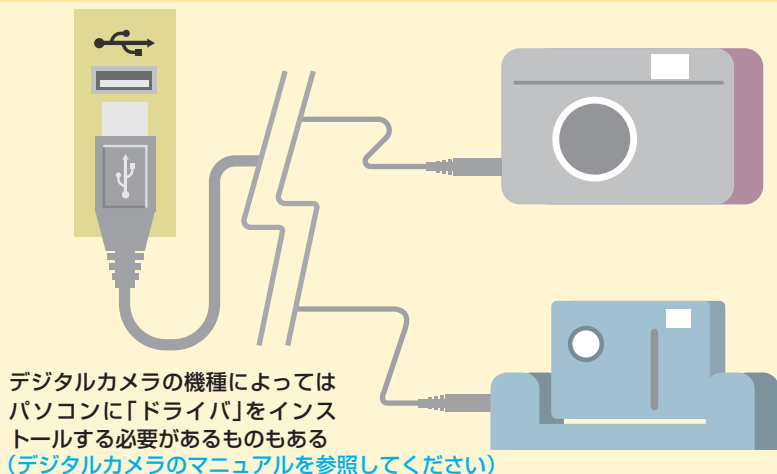 デジタルカメラの機種によっては
パソコンに「ドライバ」をインス
トールする必要があるものもある
（デジタルカメラのマニュアルを参照してください）